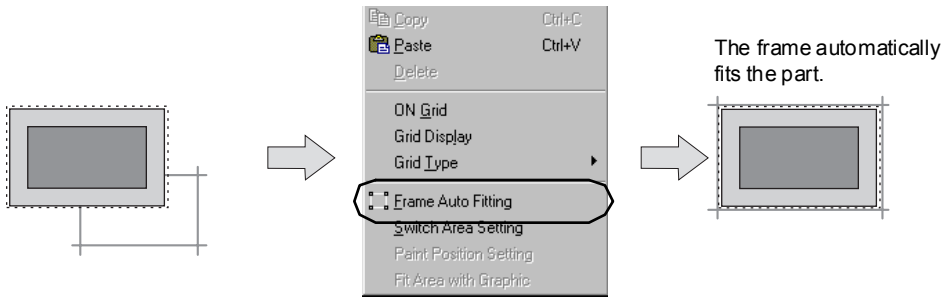 Copy Ctrl+C
Paste Ctrl+V
Delete
ON Grid
Grid Display
Grid Type
Frame Auto Fitting
Switch Area Setting
Paint Position Setting
Fit Area with Graphic
The frame automatically
fits the part.